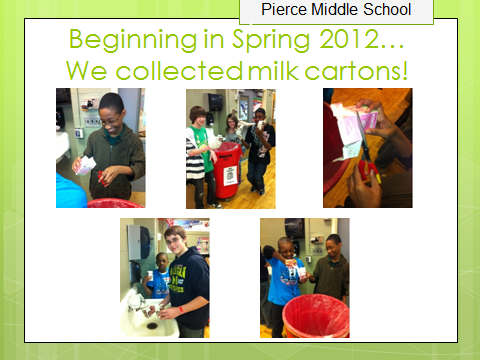 Pierce Middle School
Beginning in Spring 2012…
We collected milk cartons!